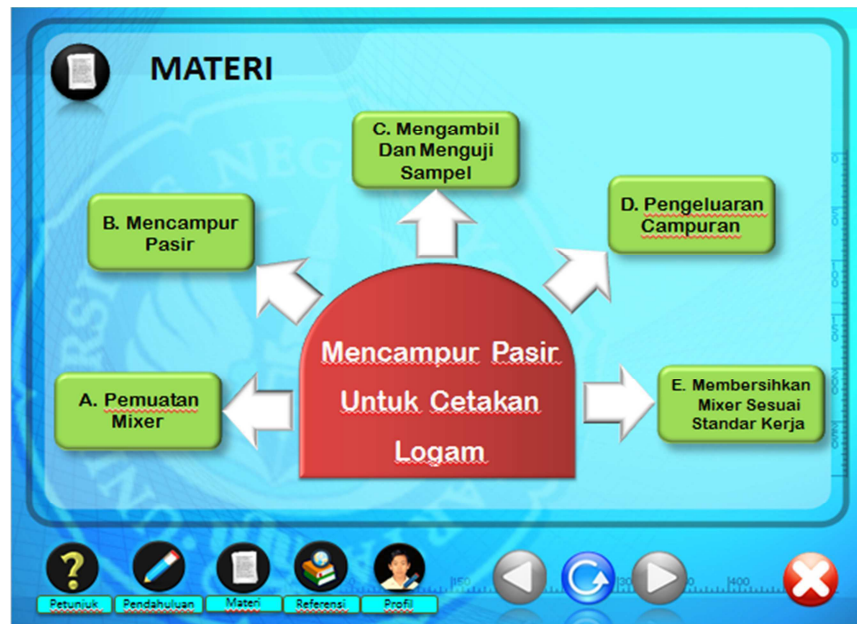 MATERI
C. Mengambil
Dan Menguji
Sampel
B. Mencampur
Pasir
D. Pengeluaran
Campuran
A. Pemuatan
Mixer
Mencampur Pasir
Untuk Cetakan
Logam
E. Membersihkan
Mixer Sesuai
Standar Kerja
Petunjuk
Pendahuluan
Materi
Referensi
Profil